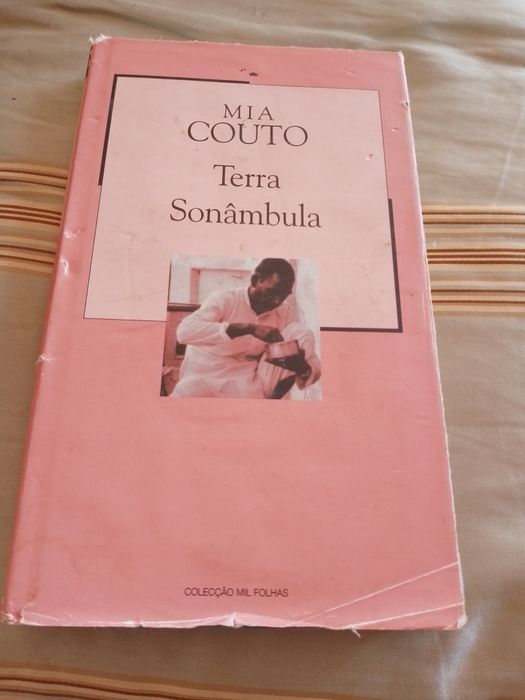 MIA
COUTO
Terra
Sonâmbula
COLECÇÃO MIL FOLHAS